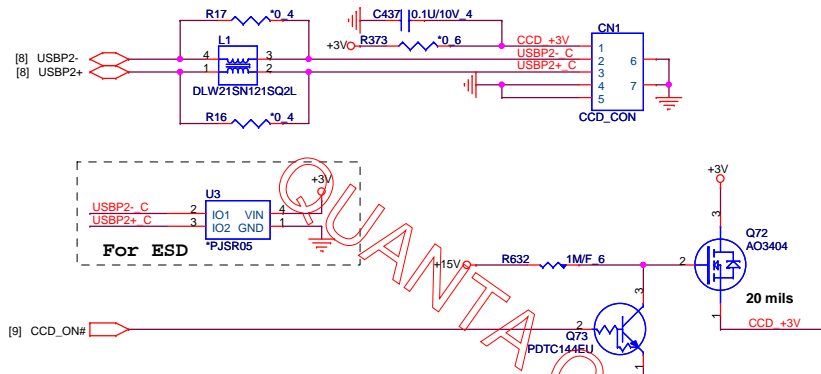 R17 *0_4
C437 0.1U/10V_4
CN1
L1
+3V R373 *0_6 CCD_+3V 1
[8] USBP2- 4 3 USBP2-_C 2 6
[8] USBP2+ 1 2 USBP2+_C 3
4 7
5
DLW21SN121SQ2L
CCD_CON
R16 *0_4
+3V
U3
+3V
USBP2-_C 2 IO1 VIN 4
USBP2+_C 3 IO2 GND 1
3
Q72
AO3404
For ESD *PJSR05
+15V R632 1M/F_6 2
20 mils
3
1
[9] CCD_ON# 2 CCD_+3V
Q73
PDTC144EU
1
QUANTA